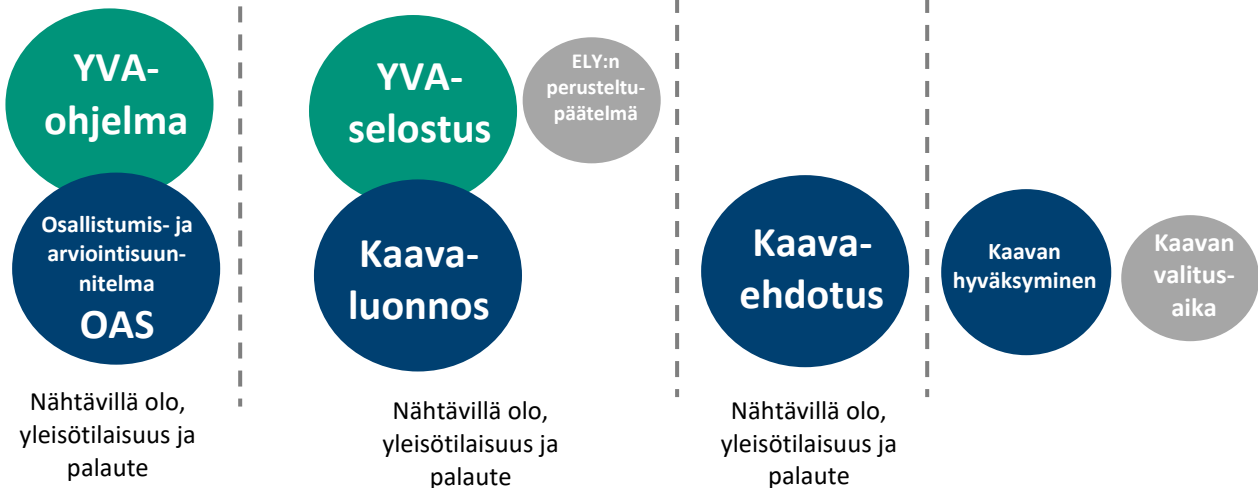 YVA-
ohjelma
Osallistumis- ja
arviointisuun-
nitelma
OAS
Nähtävillä olo,
yleisötilaisuus ja
palaute
YVA-
selostus
ELY:n
perusteltu-
päätelmä
Kaava-
luonnos
Nähtävillä olo,
yleisötilaisuus ja
palaute
Kaava-
ehdotus
Nähtävillä olo,
yleisötilaisuus ja
palaute
Kaavan
hyväksyminen
Kaavan
valitus-
aika